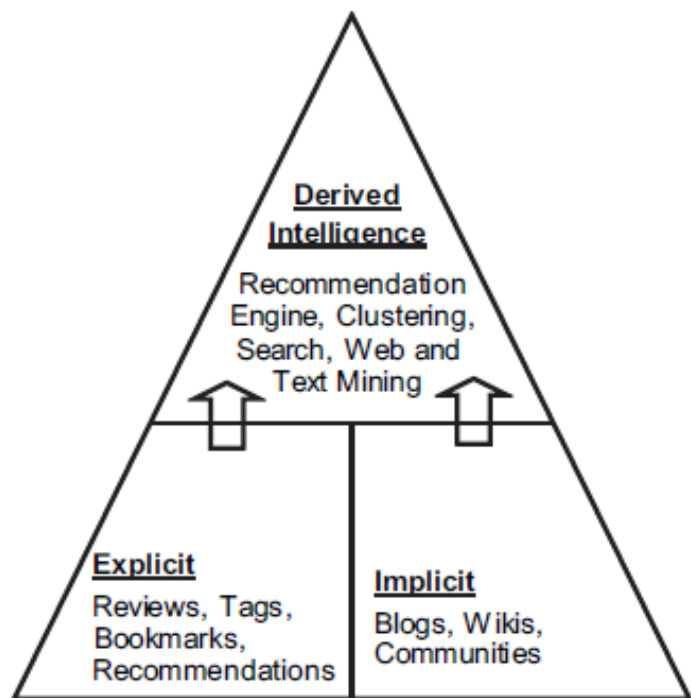 Derived
Intelligence
Recommendation
Engine, Clustering,
Search, Web and
Text Mining
Explicit
Reviews, Tags,
Bookmarks,
Recommendations
Implicit
Blogs, Wikis,
Communities